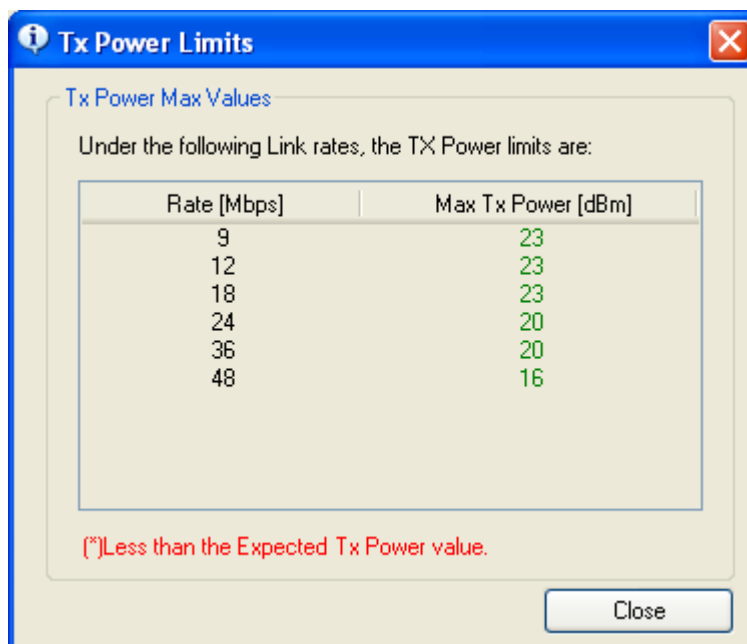 Tx Power Limits
Tx Power Max Values
Under the following Link rates, the TX Power limits are:
Rate [Mbps] Max Tx Power [dBm]
9 23
12 23
18 23
24 20
36 20
48 16
(*)Less than the Expected Tx Power value.
Close